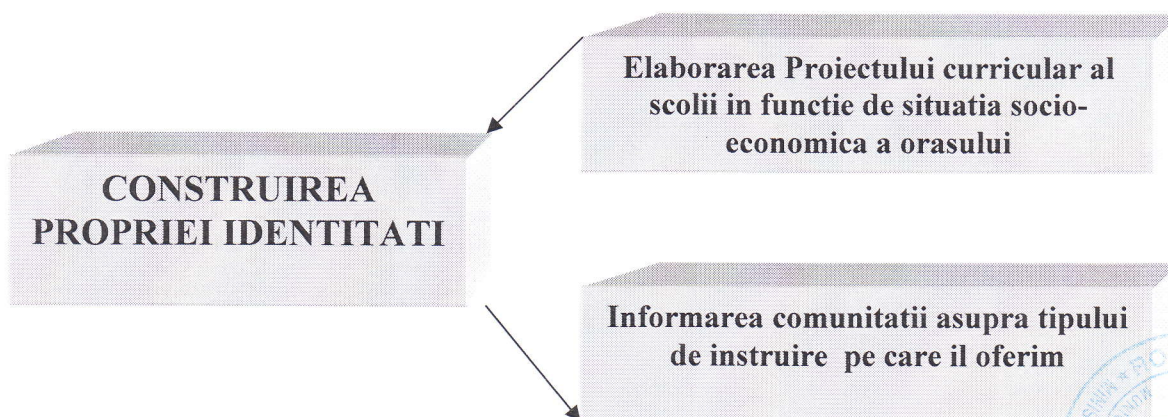 Elaborarea Proiectului curricular al
scolii in functie de situatia socio-
economica a orasului
CONSTRUIREA
PROPRIEI IDENTITATI
Informarea comunitatii asupra tipului
de instruire pe care il oferim